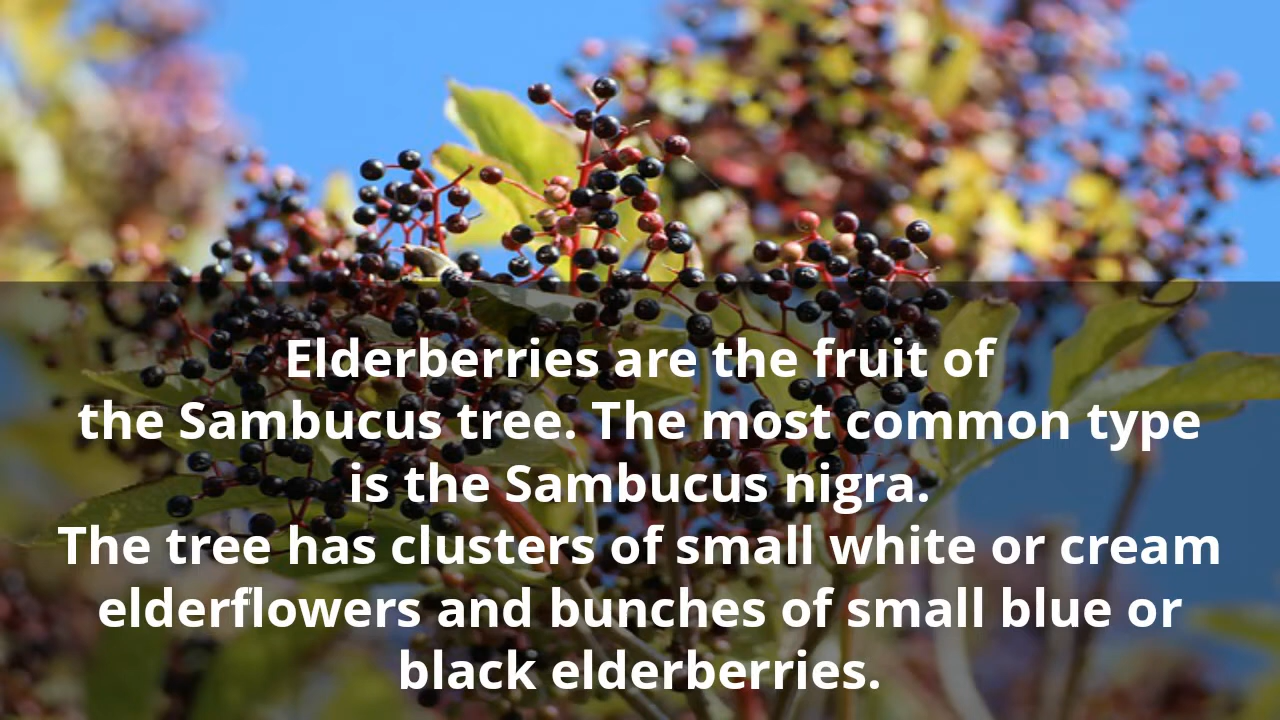 Elderberries are the fruit of
the Sambucus tree. The most common type
is the Sambucus nigra.
The tree has clusters of small white or cream
elderflowers and bunches of small blue or
black elderberries.